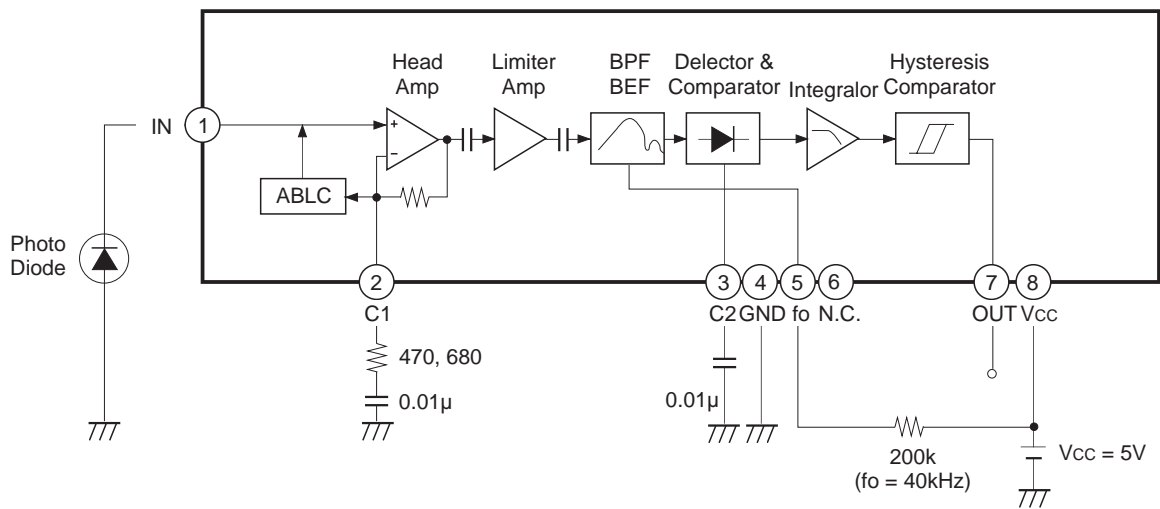 Head
Amp
Limiter
Amp
BPF
BEF
Delector &
Comparator
Integralor
Hysteresis
Comparator
IN
1
+
−
ABLC
Photo
Diode
2
3
4
5
6
7
8
C1
C2 GND fo N.C.
OUT VCC
470, 680
0.01µ
0.01µ
200k
(fo = 40kHz)
VCC = 5V